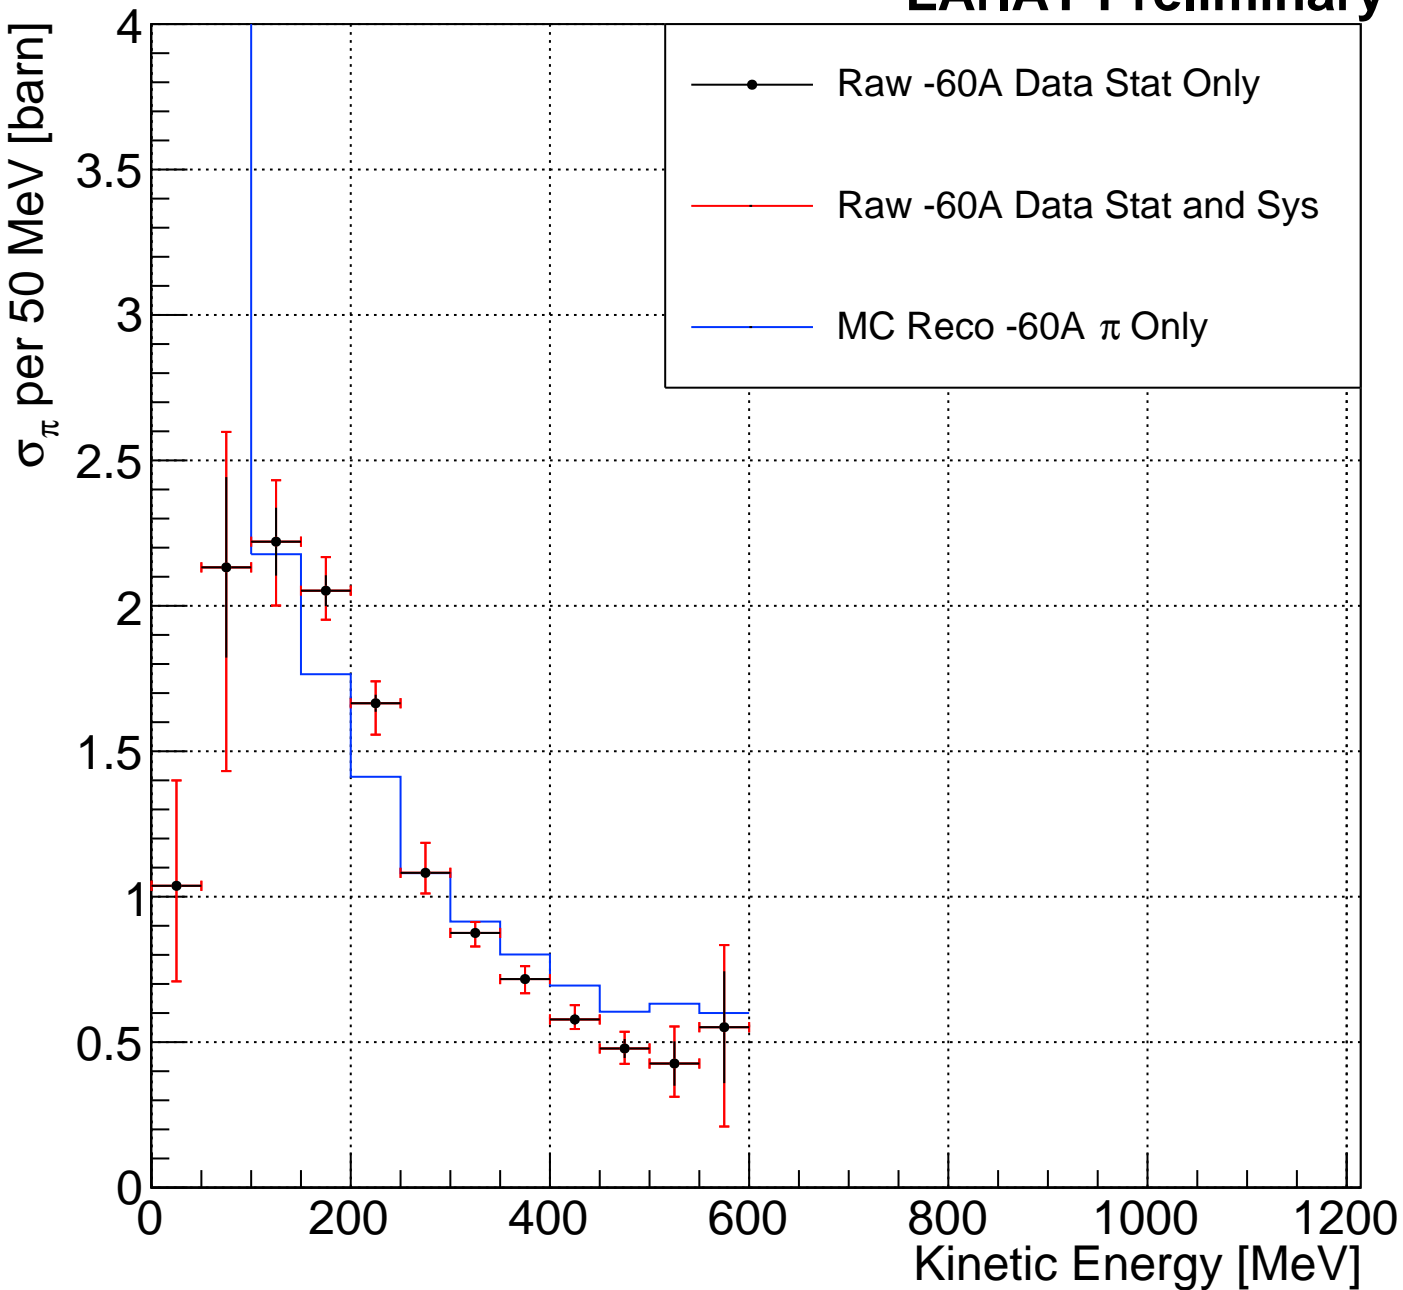 Preliminary
4
3.5
3
2.5
2
1.5
1
0.5
0
σπ per 50 MeV [barn]
Raw -60A Data Stat Only
Raw -60A Data Stat and Sys
MC Reco -60A π Only
0 200 400 600 800 1000 1200
Kinetic Energy [MeV]